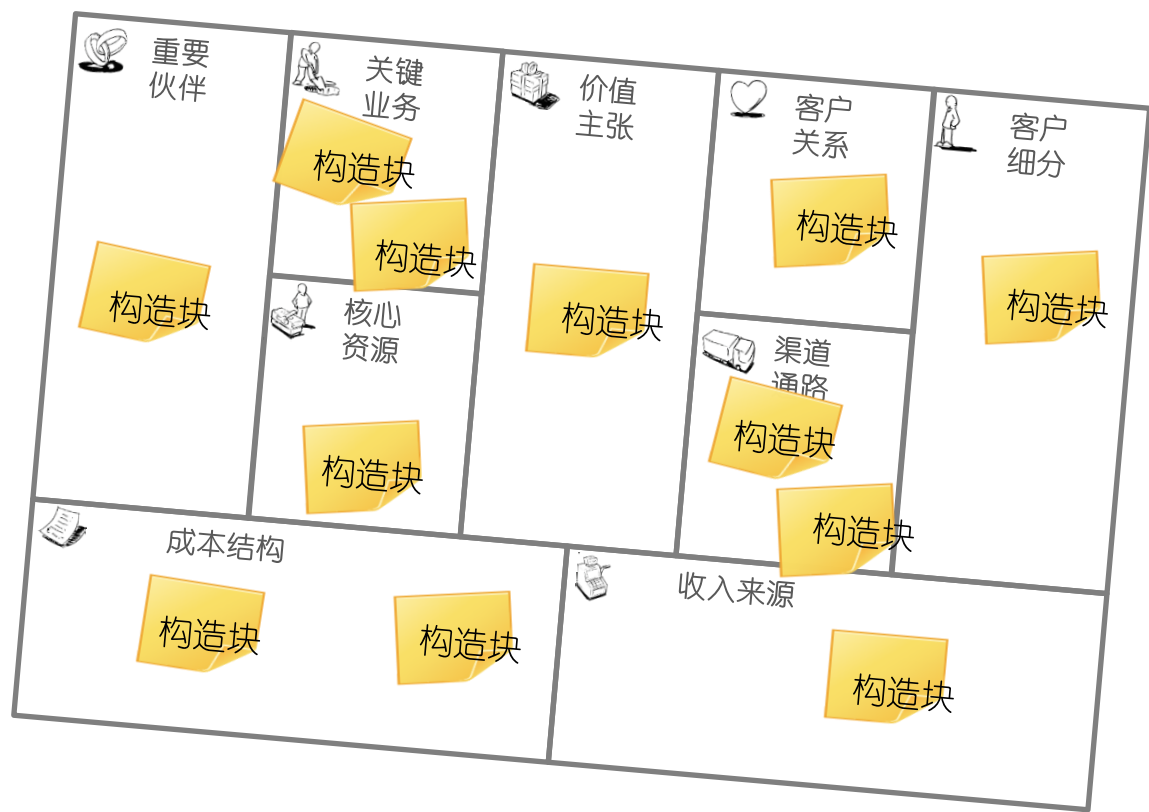 重要
伙伴
构造块
关键
业务
构造块
构造块
核心
资源
构造块
价值
主张
构造块
客户
关系
构造块
渠道
通路
构造块
构造块
客户
细分
构造块
成本结构
构造块
构造块
收入来源
构造块